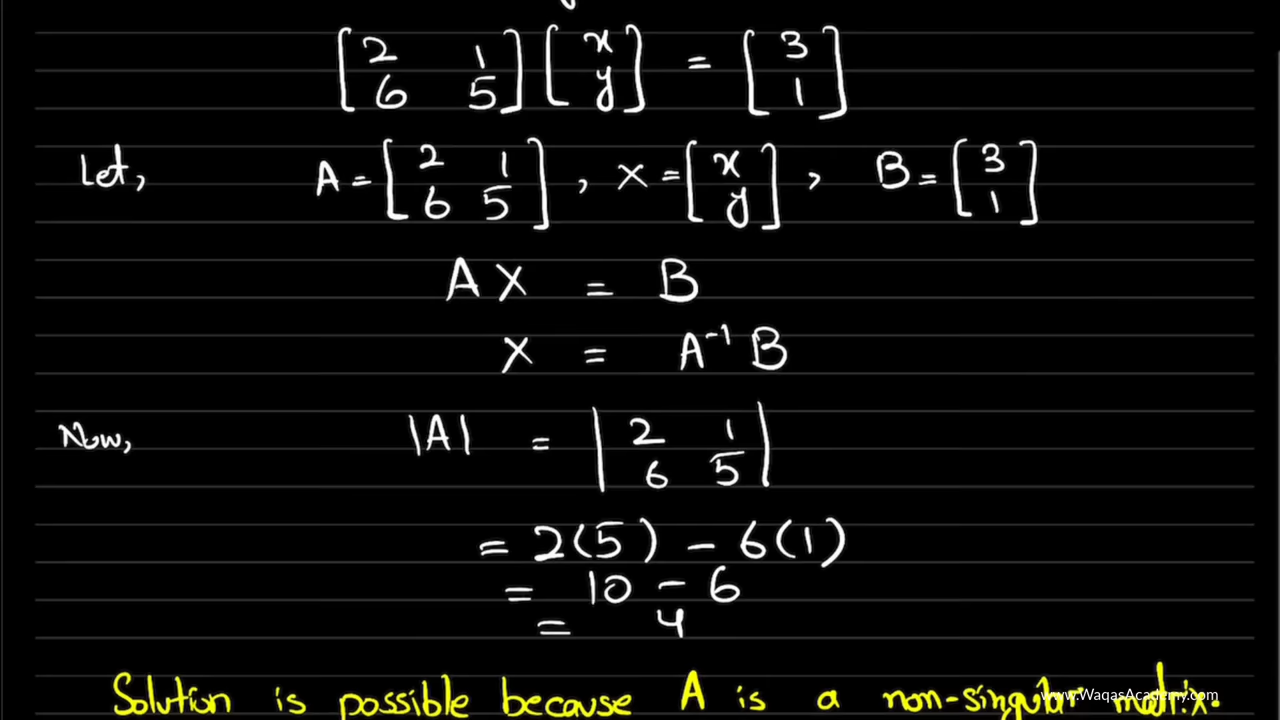 [2 1
6 5] [x
y] = [3
1]
Let, A = [2 1
6 5], X = [x
y], B = [3
1]
A X = B
X = A⁻¹ B
Now, |A| = |2 1
6 5|
= 2(5) - 6(1)
= 10 - 6
= 4
Solution is possible because A is a non-singular matrix.
www.WaqasAcademy.com